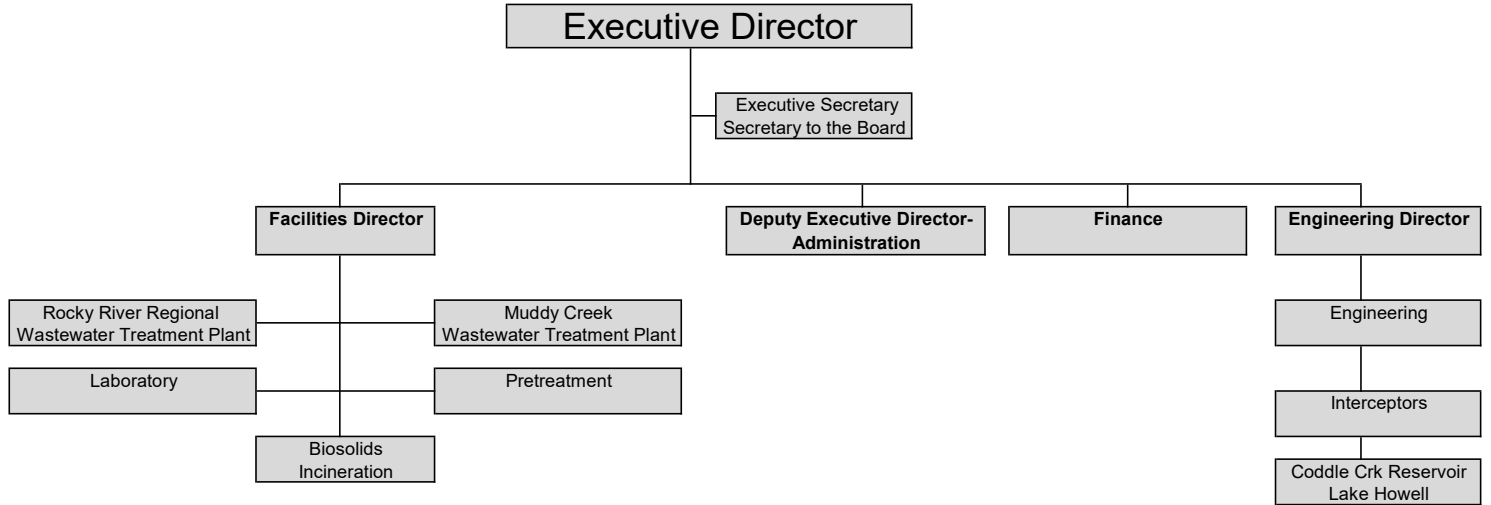 Executive Director
Executive Secretary
Secretary to the Board
Facilities Director
Deputy Executive Director-
Administration
Finance
Engineering Director
Rocky River Regional
Wastewater Treatment Plant
Muddy Creek
Wastewater Treatment Plant
Engineering
Laboratory
Pretreatment
Interceptors
Biosolids
Incineration
Coddle Crk Reservoir
Lake Howell